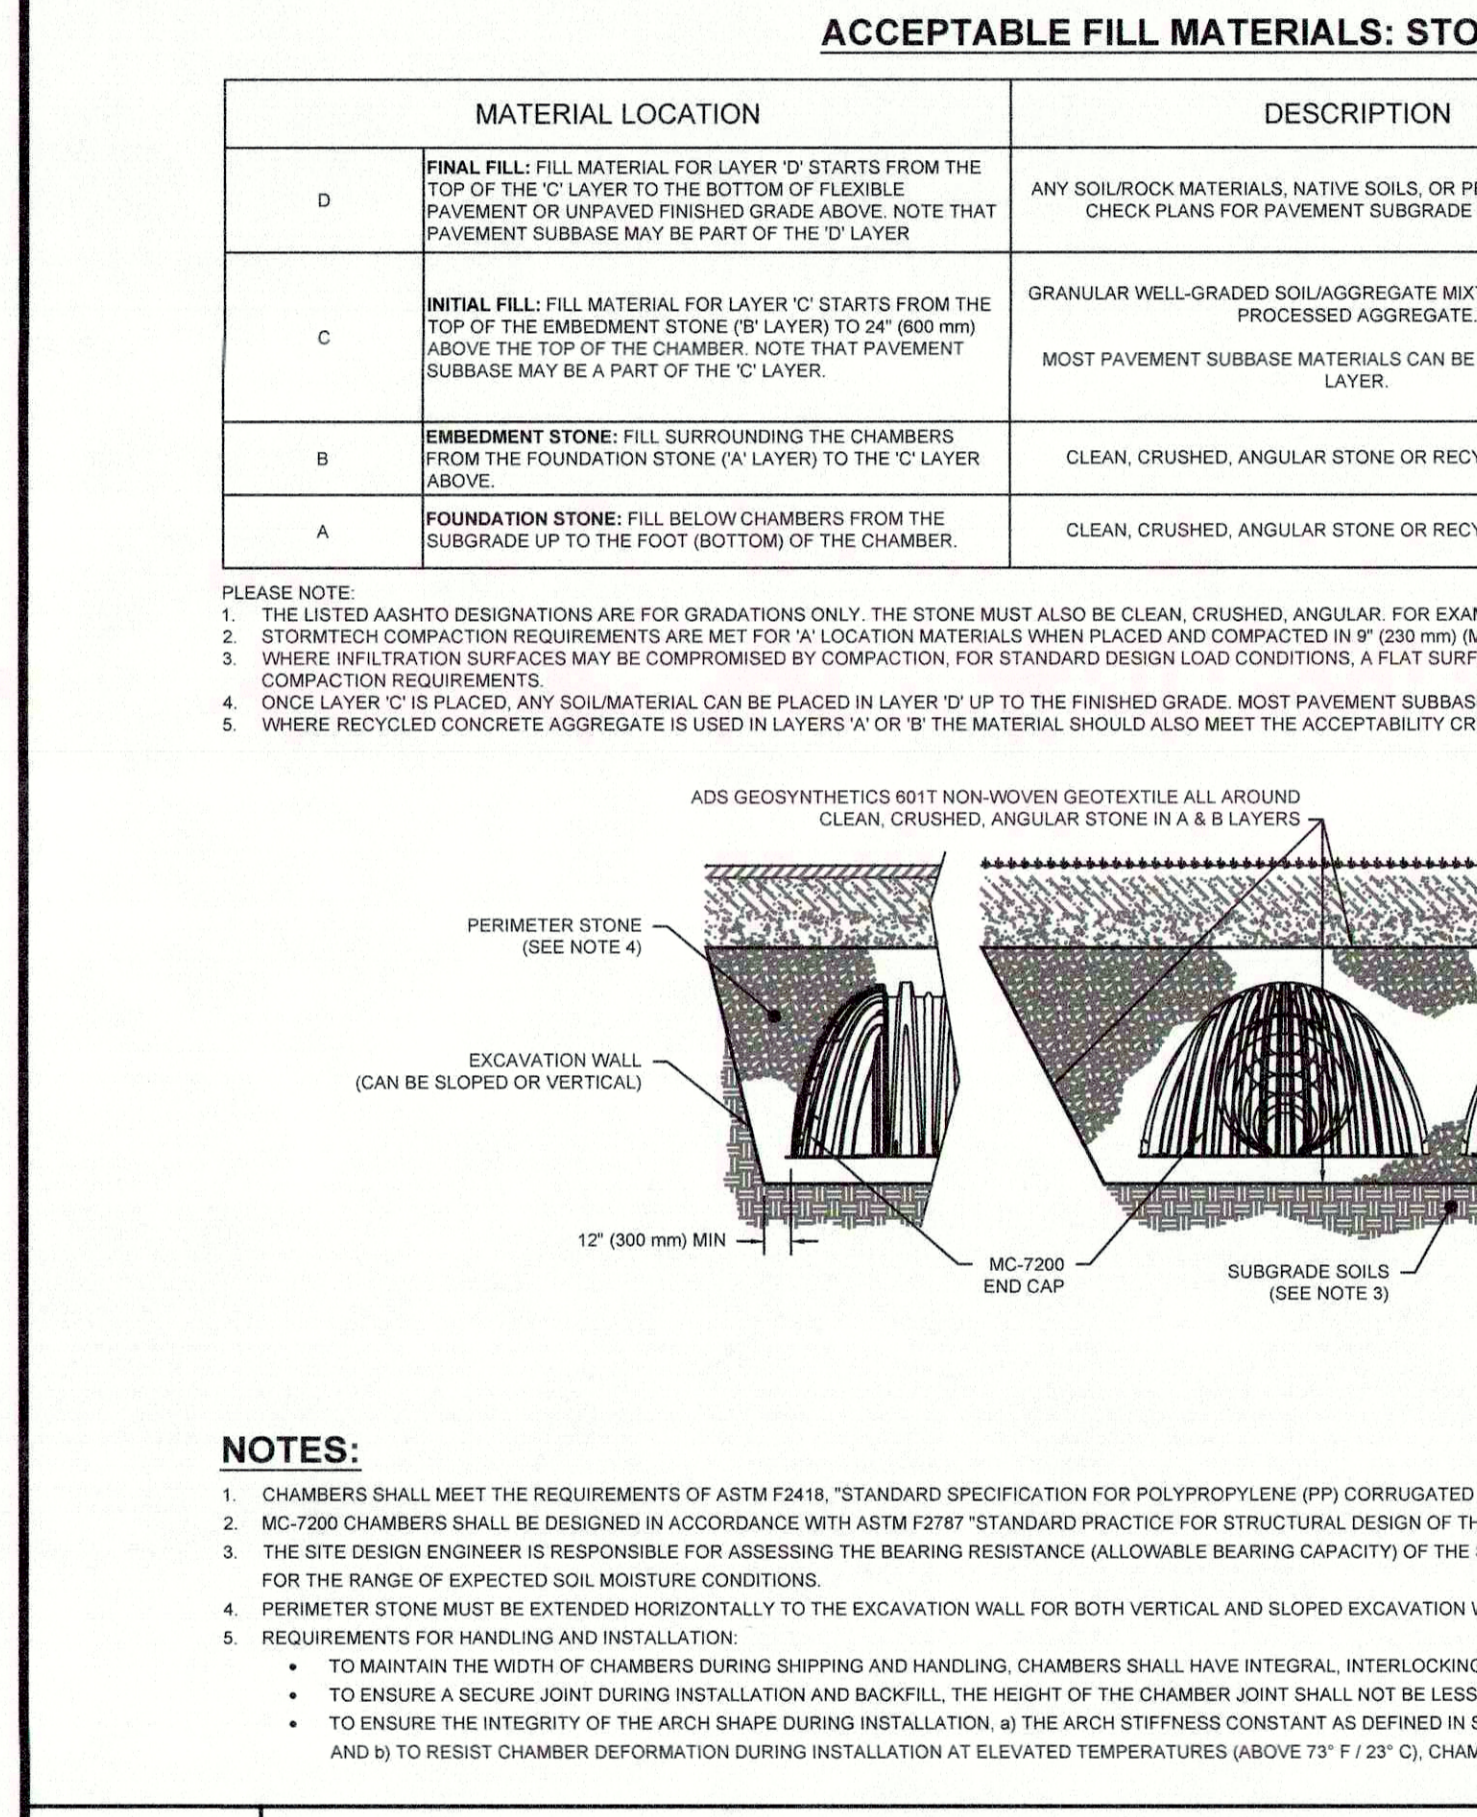 ACCEPTABLE FILL MATERIALS: STO
MATERIAL LOCATION
DESCRIPTION
D
FINAL FILL: FILL MATERIAL FOR LAYER 'D' STARTS FROM THE
TOP OF THE 'C' LAYER TO THE BOTTOM OF FLEXIBLE
PAVEMENT OR UNPAVED FINISHED GRADE ABOVE. NOTE THAT
PAVEMENT SUBBASE MAY BE PART OF THE 'D' LAYER
ANY SOIL/ROCK MATERIALS, NATIVE SOILS, OR PE
CHECK PLANS FOR PAVEMENT SUBGRADE
C
INITIAL FILL: FILL MATERIAL FOR LAYER 'C' STARTS FROM THE
TOP OF THE EMBEDMENT STONE ('B' LAYER) TO 24" (600 mm)
ABOVE THE TOP OF THE CHAMBER. NOTE THAT PAVEMENT
SUBBASE MAY BE A PART OF THE 'C' LAYER.
GRANULAR WELL-GRADED SOIL/AGGREGATE MIXT
PROCESSED AGGREGATE.
MOST PAVEMENT SUBBASE MATERIALS CAN BE
LAYER.
B
EMBEDMENT STONE: FILL SURROUNDING THE CHAMBERS
FROM THE FOUNDATION STONE ('A' LAYER) TO THE 'C' LAYER
ABOVE.
CLEAN, CRUSHED, ANGULAR STONE OR RECY
A
FOUNDATION STONE: FILL BELOW CHAMBERS FROM THE
SUBGRADE UP TO THE FOOT (BOTTOM) OF THE CHAMBER.
CLEAN, CRUSHED, ANGULAR STONE OR RECY
PLEASE NOTE:
1. THE LISTED AASHTO DESIGNATIONS ARE FOR GRADATIONS ONLY. THE STONE MUST ALSO BE CLEAN, CRUSHED, ANGULAR. FOR EXAM
2. STORMTECH COMPACTION REQUIREMENTS ARE MET FOR 'A' LOCATION MATERIALS WHEN PLACED AND COMPACTED IN 9" (230 mm) (M
3. WHERE INFILTRATION SURFACES MAY BE COMPROMISED BY COMPACTION, FOR STANDARD DESIGN LOAD CONDITIONS, A FLAT SURF
COMPACTION REQUIREMENTS.
4. ONCE LAYER 'C' IS PLACED, ANY SOIL/MATERIAL CAN BE PLACED IN LAYER 'D' UP TO THE FINISHED GRADE. MOST PAVEMENT SUBBAS
5. WHERE RECYCLED CONCRETE AGGREGATE IS USED IN LAYERS 'A' OR 'B' THE MATERIAL SHOULD ALSO MEET THE ACCEPTABILITY CR
ADS GEOSYNTHETICS 601T NON-WOVEN GEOTEXTILE ALL AROUND
CLEAN, CRUSHED, ANGULAR STONE IN A & B LAYERS
PERIMETER STONE
(SEE NOTE 4)
EXCAVATION WALL
(CAN BE SLOPED OR VERTICAL)
12" (300 mm) MIN
MC-7200
END CAP
SUBGRADE SOILS
(SEE NOTE 3)
NOTES:
1. CHAMBERS SHALL MEET THE REQUIREMENTS OF ASTM F2418, "STANDARD SPECIFICATION FOR POLYPROPYLENE (PP) CORRUGATED
2. MC-7200 CHAMBERS SHALL BE DESIGNED IN ACCORDANCE WITH ASTM F2787 "STANDARD PRACTICE FOR STRUCTURAL DESIGN OF TH
3. THE SITE DESIGN ENGINEER IS RESPONSIBLE FOR ASSESSING THE BEARING RESISTANCE (ALLOWABLE BEARING CAPACITY) OF THE
FOR THE RANGE OF EXPECTED SOIL MOISTURE CONDITIONS.
4. PERIMETER STONE MUST BE EXTENDED HORIZONTALLY TO THE EXCAVATION WALL FOR BOTH VERTICAL AND SLOPED EXCAVATION
5. REQUIREMENTS FOR HANDLING AND INSTALLATION:
• TO MAINTAIN THE WIDTH OF CHAMBERS DURING SHIPPING AND HANDLING, CHAMBERS SHALL HAVE INTEGRAL, INTERLOCKING
• TO ENSURE A SECURE JOINT DURING INSTALLATION AND BACKFILL, THE HEIGHT OF THE CHAMBER JOINT SHALL NOT BE LESS
• TO ENSURE THE INTEGRITY OF THE ARCH SHAPE DURING INSTALLATION, a) THE ARCH STIFFNESS CONSTANT AS DEFINED IN S
AND b) TO RESIST CHAMBER DEFORMATION DURING INSTALLATION AT ELEVATED TEMPERATURES (ABOVE 73° F / 23° C), CHAM